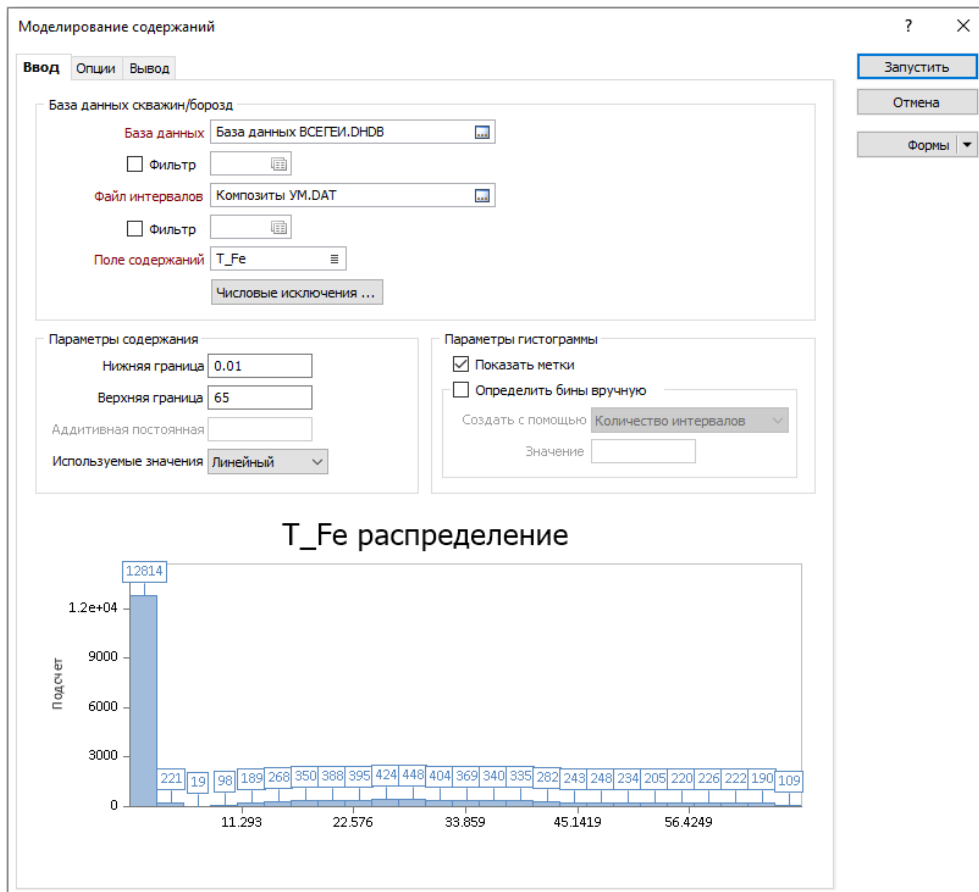 Моделирование содержаний
?
Ввод Опции Вывод
Запустить
Отмена
Формы
База данных скважин/борозд
База данных База данных ВСЕГЕИ.DHDB
Фильтр
Файл интервалов Композиты УМ.DAT
Фильтр
Поле содержаний T_Fe
Числовые исключения ...
Параметры содержания
Нижняя граница 0.01
Верхняя граница 65
Аддитивная постоянная
Используемые значения Линейный
Параметры гистограммы
Показать метки
Определить бины вручную
Создать с помощью Количество интервалов
Значение
T_Fe распределение
12814
1.2e+04
9000
6000
3000
0
Подсчет
221 19 98 189 268 350 388 395 424 448 404 369 340 335 282 243 248 234 205 220 226 222 190 109
11.293 22.576 33.859 45.1419 56.4249